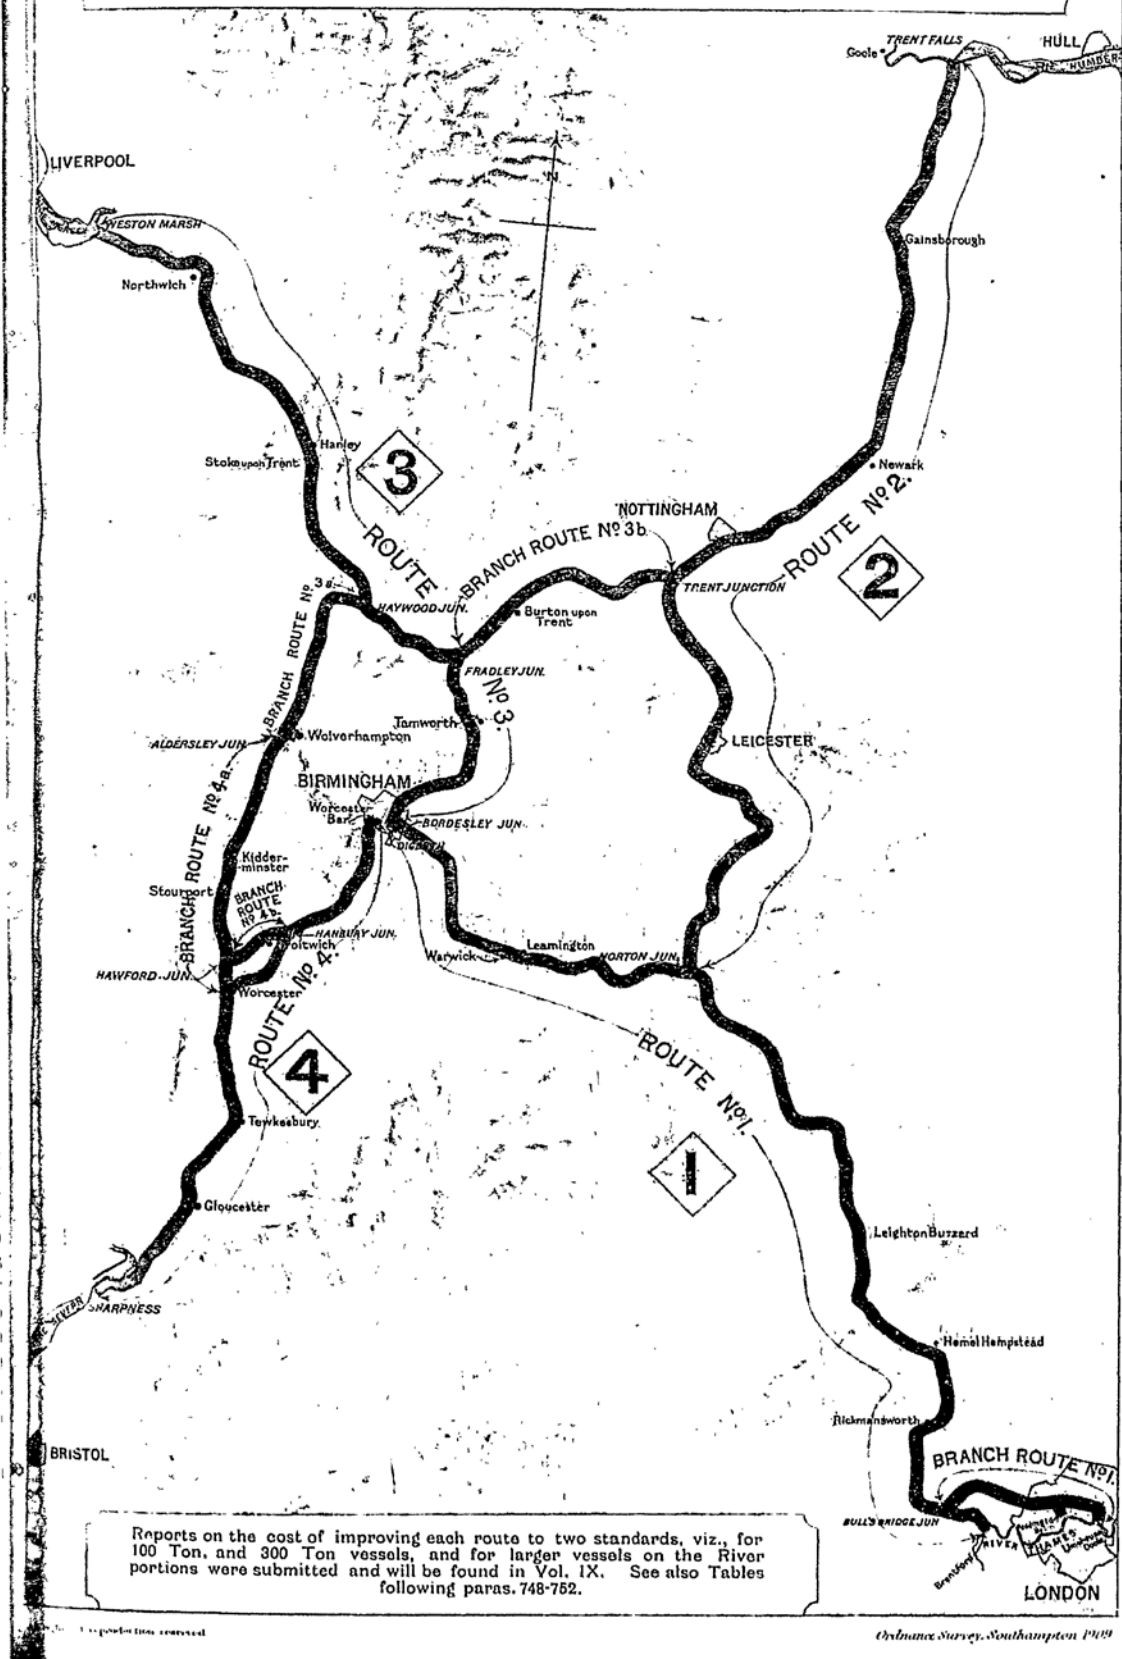 TRENT FALLS
HULL
Goole
HUMBER
LIVERPOOL
WESTON MARSH
Northwich
Gainsborough
Hanley
Stoke upon Trent
3
Newark
ROUTE Nº 2.
NOTTINGHAM
BRANCH ROUTE Nº 3b
ROUTE
2
TRENT JUNCTION
BRANCH ROUTE Nº 3a
HAYWOOD JUN.
Burton upon
Trent
FRADLEY JUN.
Nº 3.
Tamworth
ALDERSLEY JUN.
Wolverhampton
LEICESTER
BIRMINGHAM
Worcester
Bar
BORDESLEY JUN.
DIGBETH
BRANCH ROUTE Nº 4a.
Kidder-
minster
Stourport
BRANCH
ROUTE
Nº 4b.
HANBURY JUN.
Droitwich
Warwick
Leamington
NORTON JUN.
HAWFORD JUN.
Worcester
ROUTE Nº 4.
4
ROUTE Nº 1.
1
Tewkesbury
Gloucester
Leighton Buzzard
SHARPNESS
SEVERN
Hemel Hempstead
Rickmansworth
BRISTOL
BRANCH ROUTE Nº 1.
BULL'S BRIDGE JUN
RIVER THAMES
Brentford
LONDON
Reports on the cost of improving each route to two standards, viz., for
100 Ton, and 300 Ton vessels, and for larger vessels on the River
portions were submitted and will be found in Vol. IX. See also Tables
following paras. 748-752.
Ordnance Survey, Southampton 1909
N